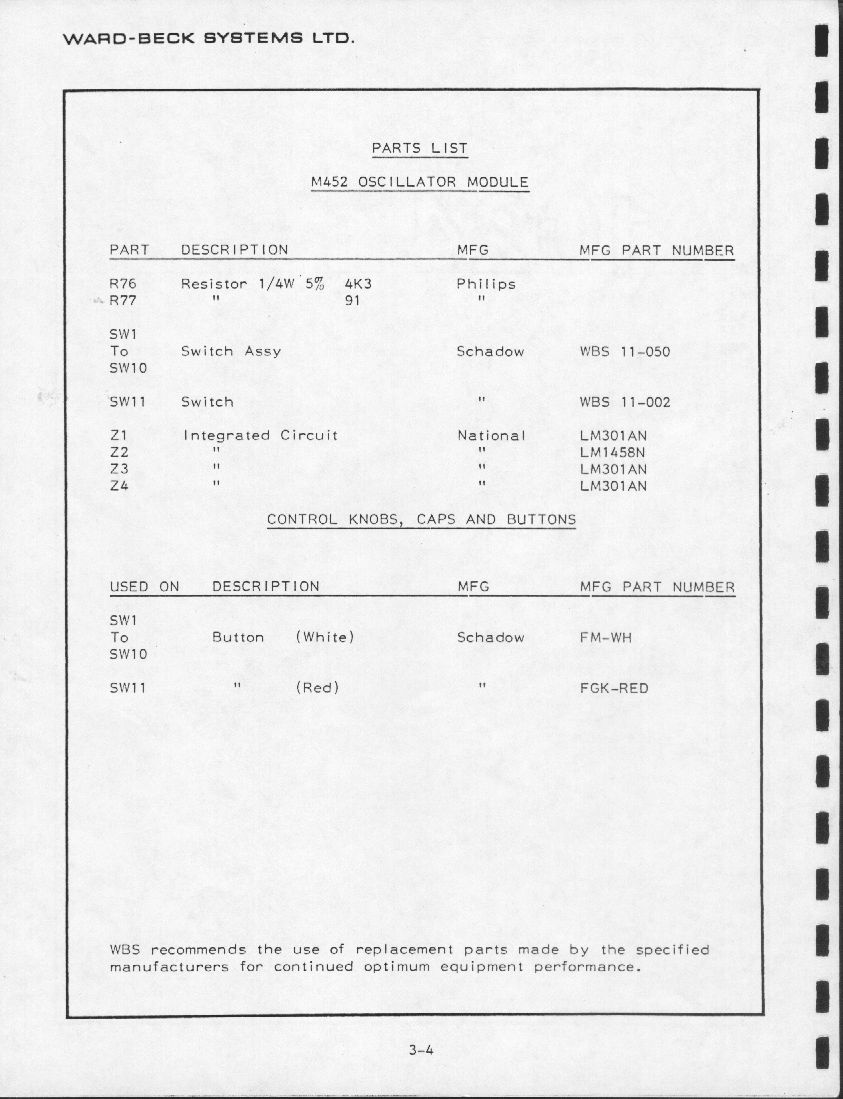 WARD-BECK SYSTEMS LTD.
PARTS LIST
M452 OSCILLATOR MODULE
PART DESCRIPTION MFG MFG PART NUMBER
R76 Resistor 1/4W 5% 4K3 Philips
R77 " 91 "
SW1
To Switch Assy Schadow WBS 11-050
SW10
SW11 Switch " WBS 11-002
Z1 Integrated Circuit National LM301AN
Z2 " " LM1458N
Z3 " " LM301AN
Z4 " " LM301AN
CONTROL KNOBS, CAPS AND BUTTONS
USED ON DESCRIPTION MFG MFG PART NUMBER
SW1
To Button (White) Schadow FM-WH
SW10
SW11 " (Red) " FGK-RED
WBS recommends the use of replacement parts made by the specified
manufacturers for continued optimum equipment performance.
3-4